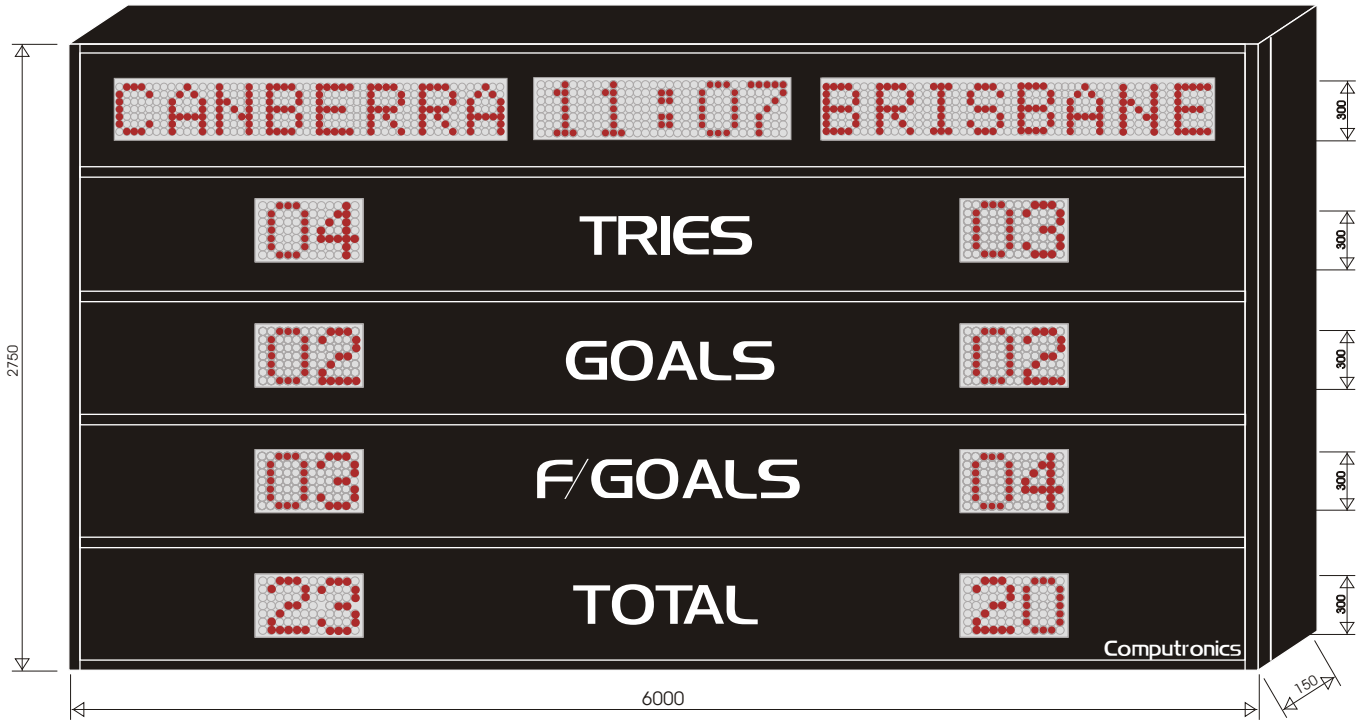 CANBERRA 11:07 BRISBANE
300
04 TRIES 03
300
02 GOALS 02
300
2750
03 F/GOALS 04
300
23 TOTAL 20
300
Computronics
6000
150